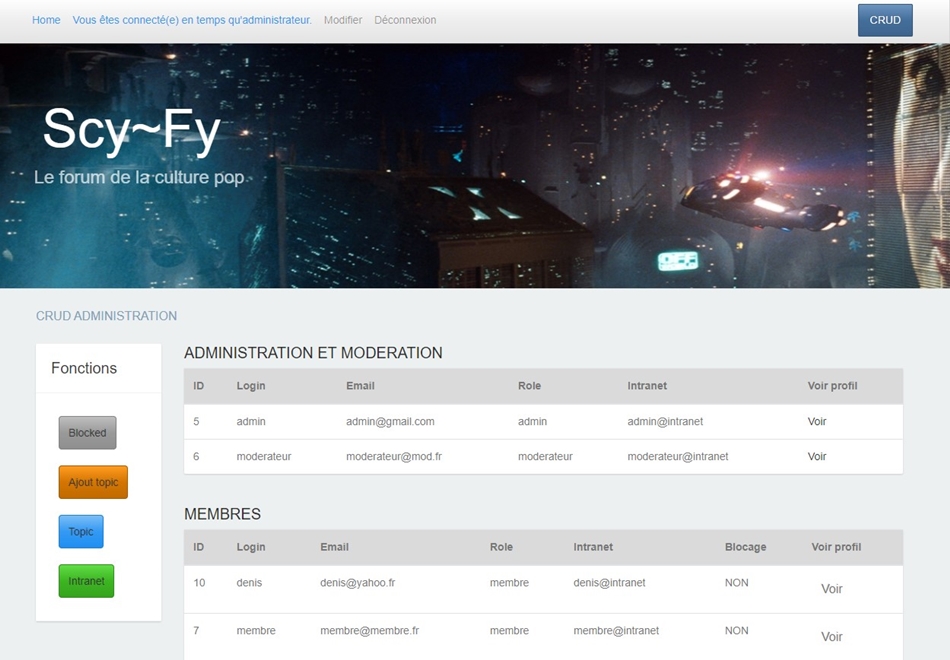 Home Vous êtes connecté(e) en temps qu'administrateur. Modifier Déconnexion CRUD
Scy~Fy
Le forum de la culture pop
OFF
CRUD ADMINISTRATION
Fonctions
Blocked
Ajout topic
Topic
Intranet
ADMINISTRATION ET MODERATION
ID Login Email Role Intranet Voir profil
5 admin admin@gmail.com admin admin@intranet Voir
6 moderateur moderateur@mod.fr moderateur moderateur@intranet Voir
MEMBRES
ID Login Email Role Intranet Blocage Voir profil
10 denis denis@yahoo.fr membre denis@intranet NON Voir
7 membre membre@membre.fr membre membre@intranet NON Voir